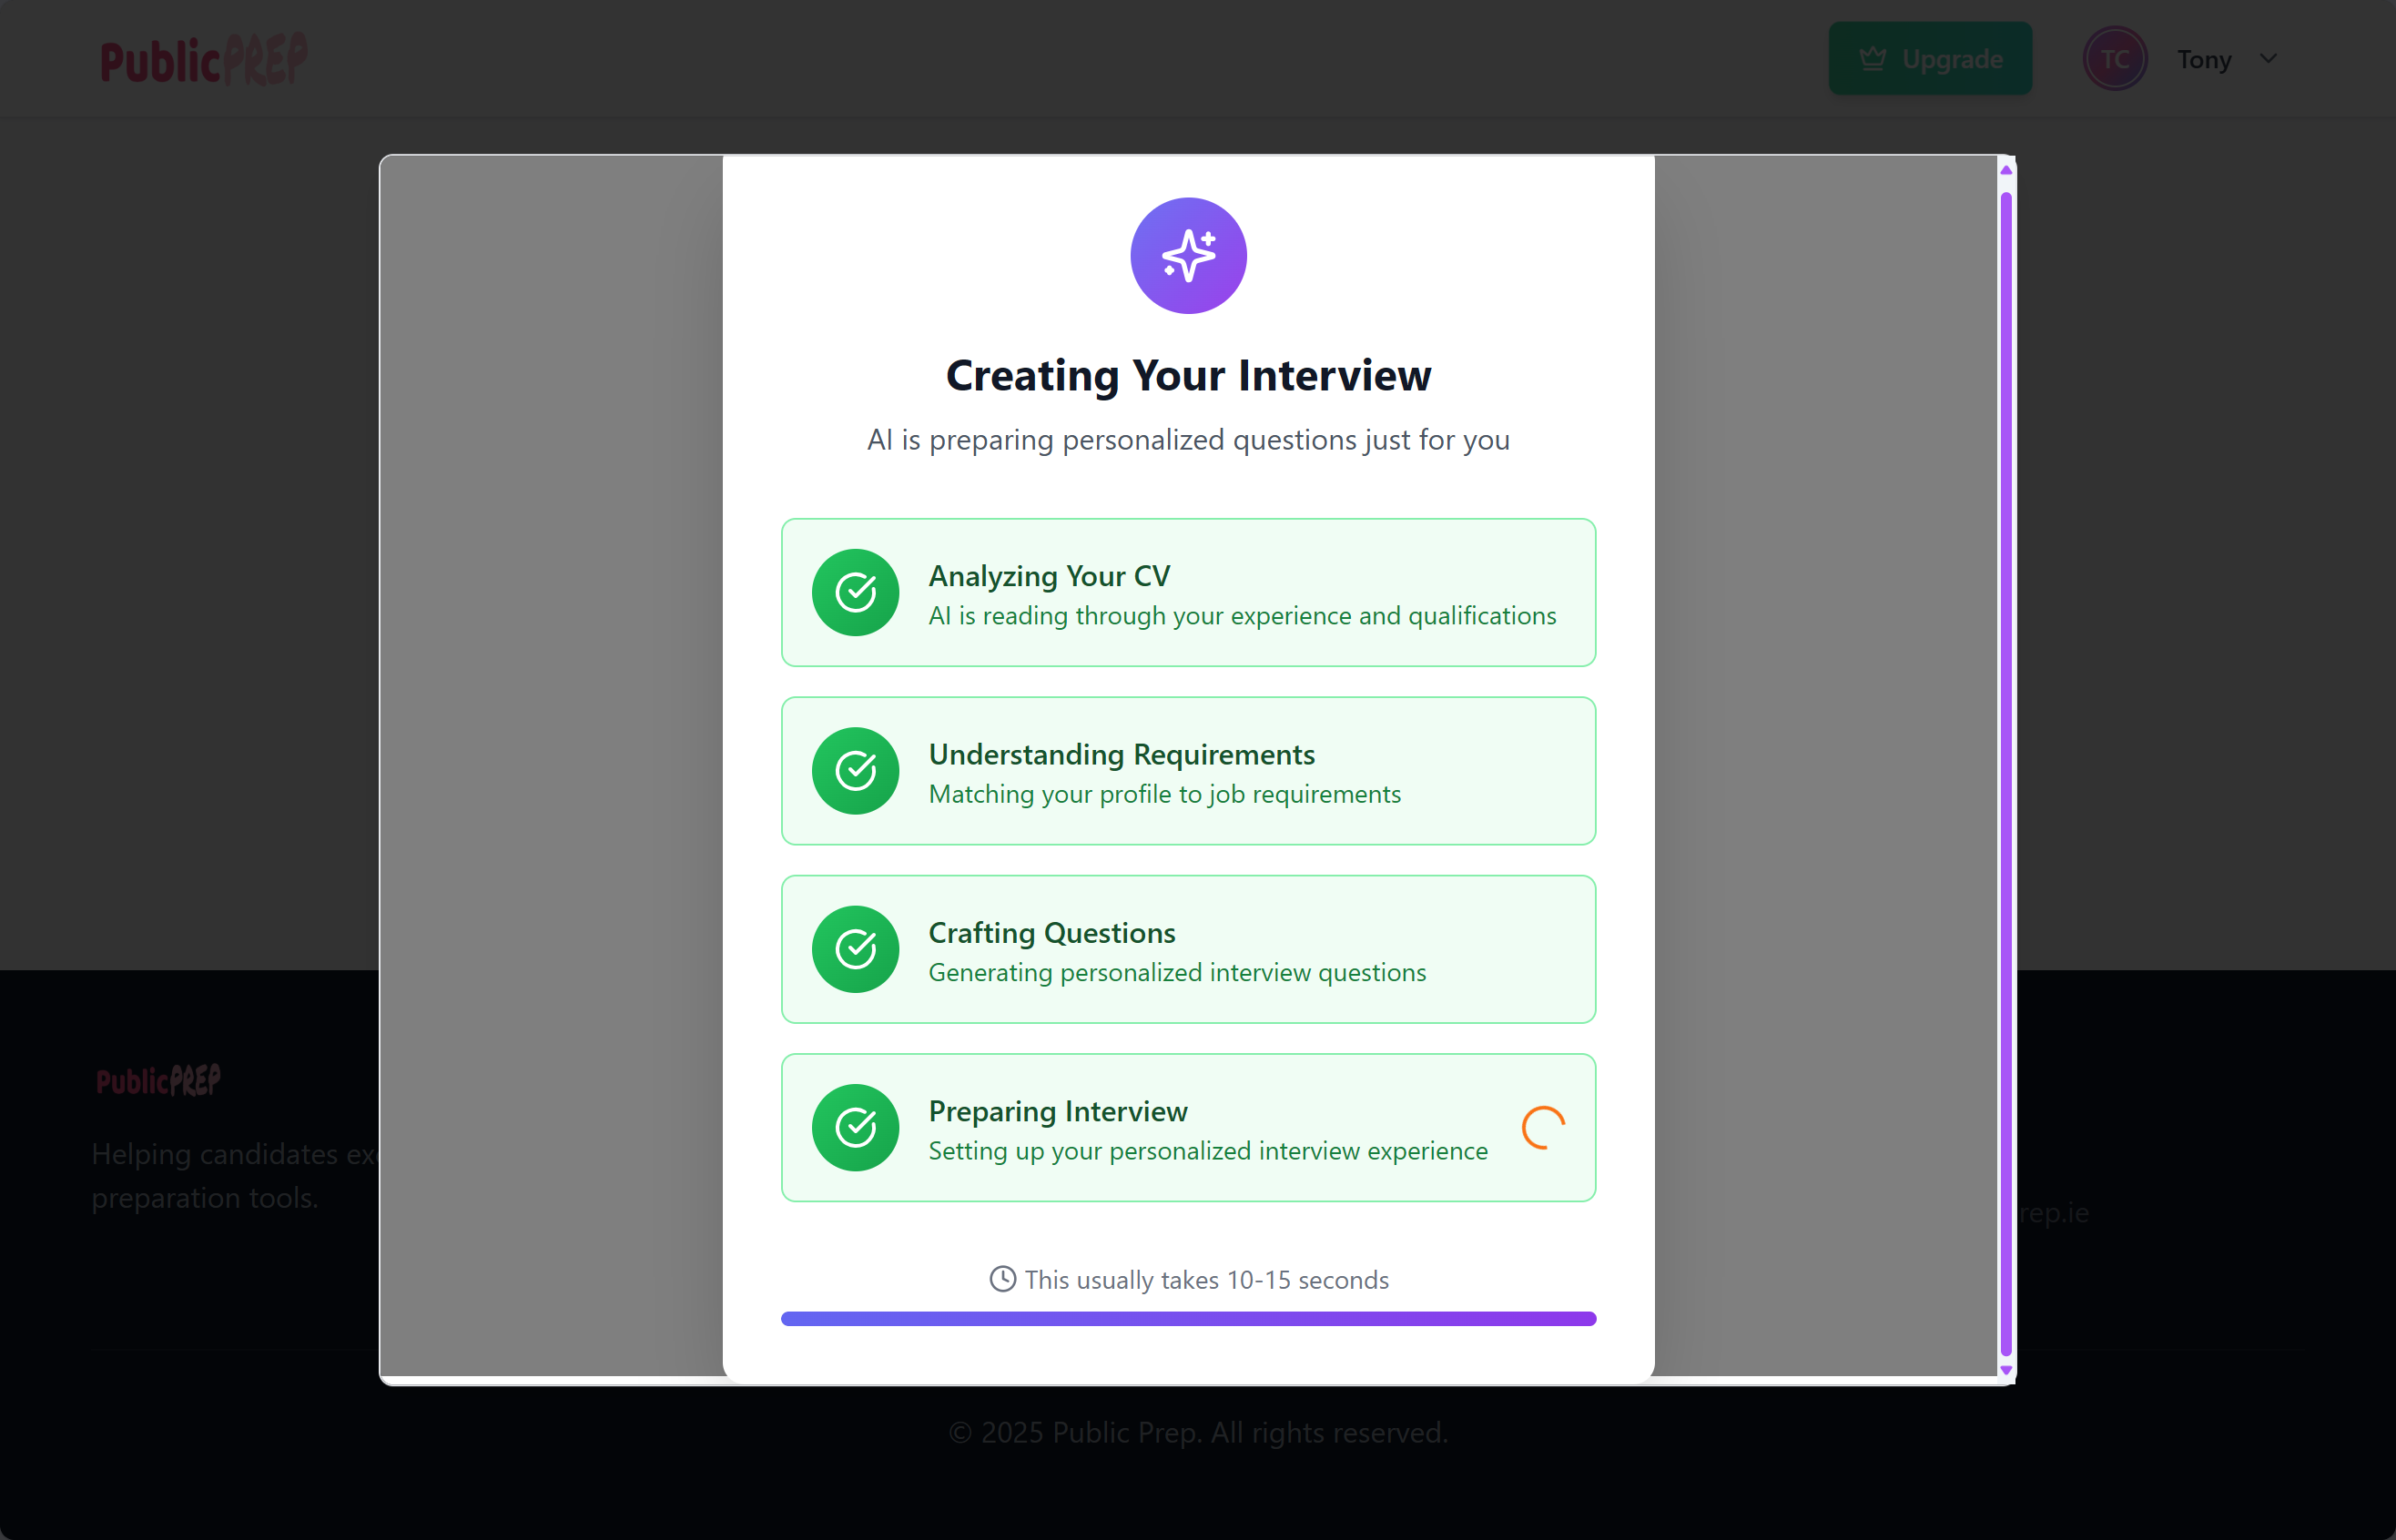 PublicPREP
Upgrade
TC
Tony
Creating Your Interview
AI is preparing personalized questions just for you
Analyzing Your CV
AI is reading through your experience and qualifications
Understanding Requirements
Matching your profile to job requirements
Crafting Questions
Generating personalized interview questions
Preparing Interview
Setting up your personalized interview experience
This usually takes 10-15 seconds
PublicPREP
Helping candidates
preparation tools.
rep.ie
© 2025 Public Prep. All rights reserved.